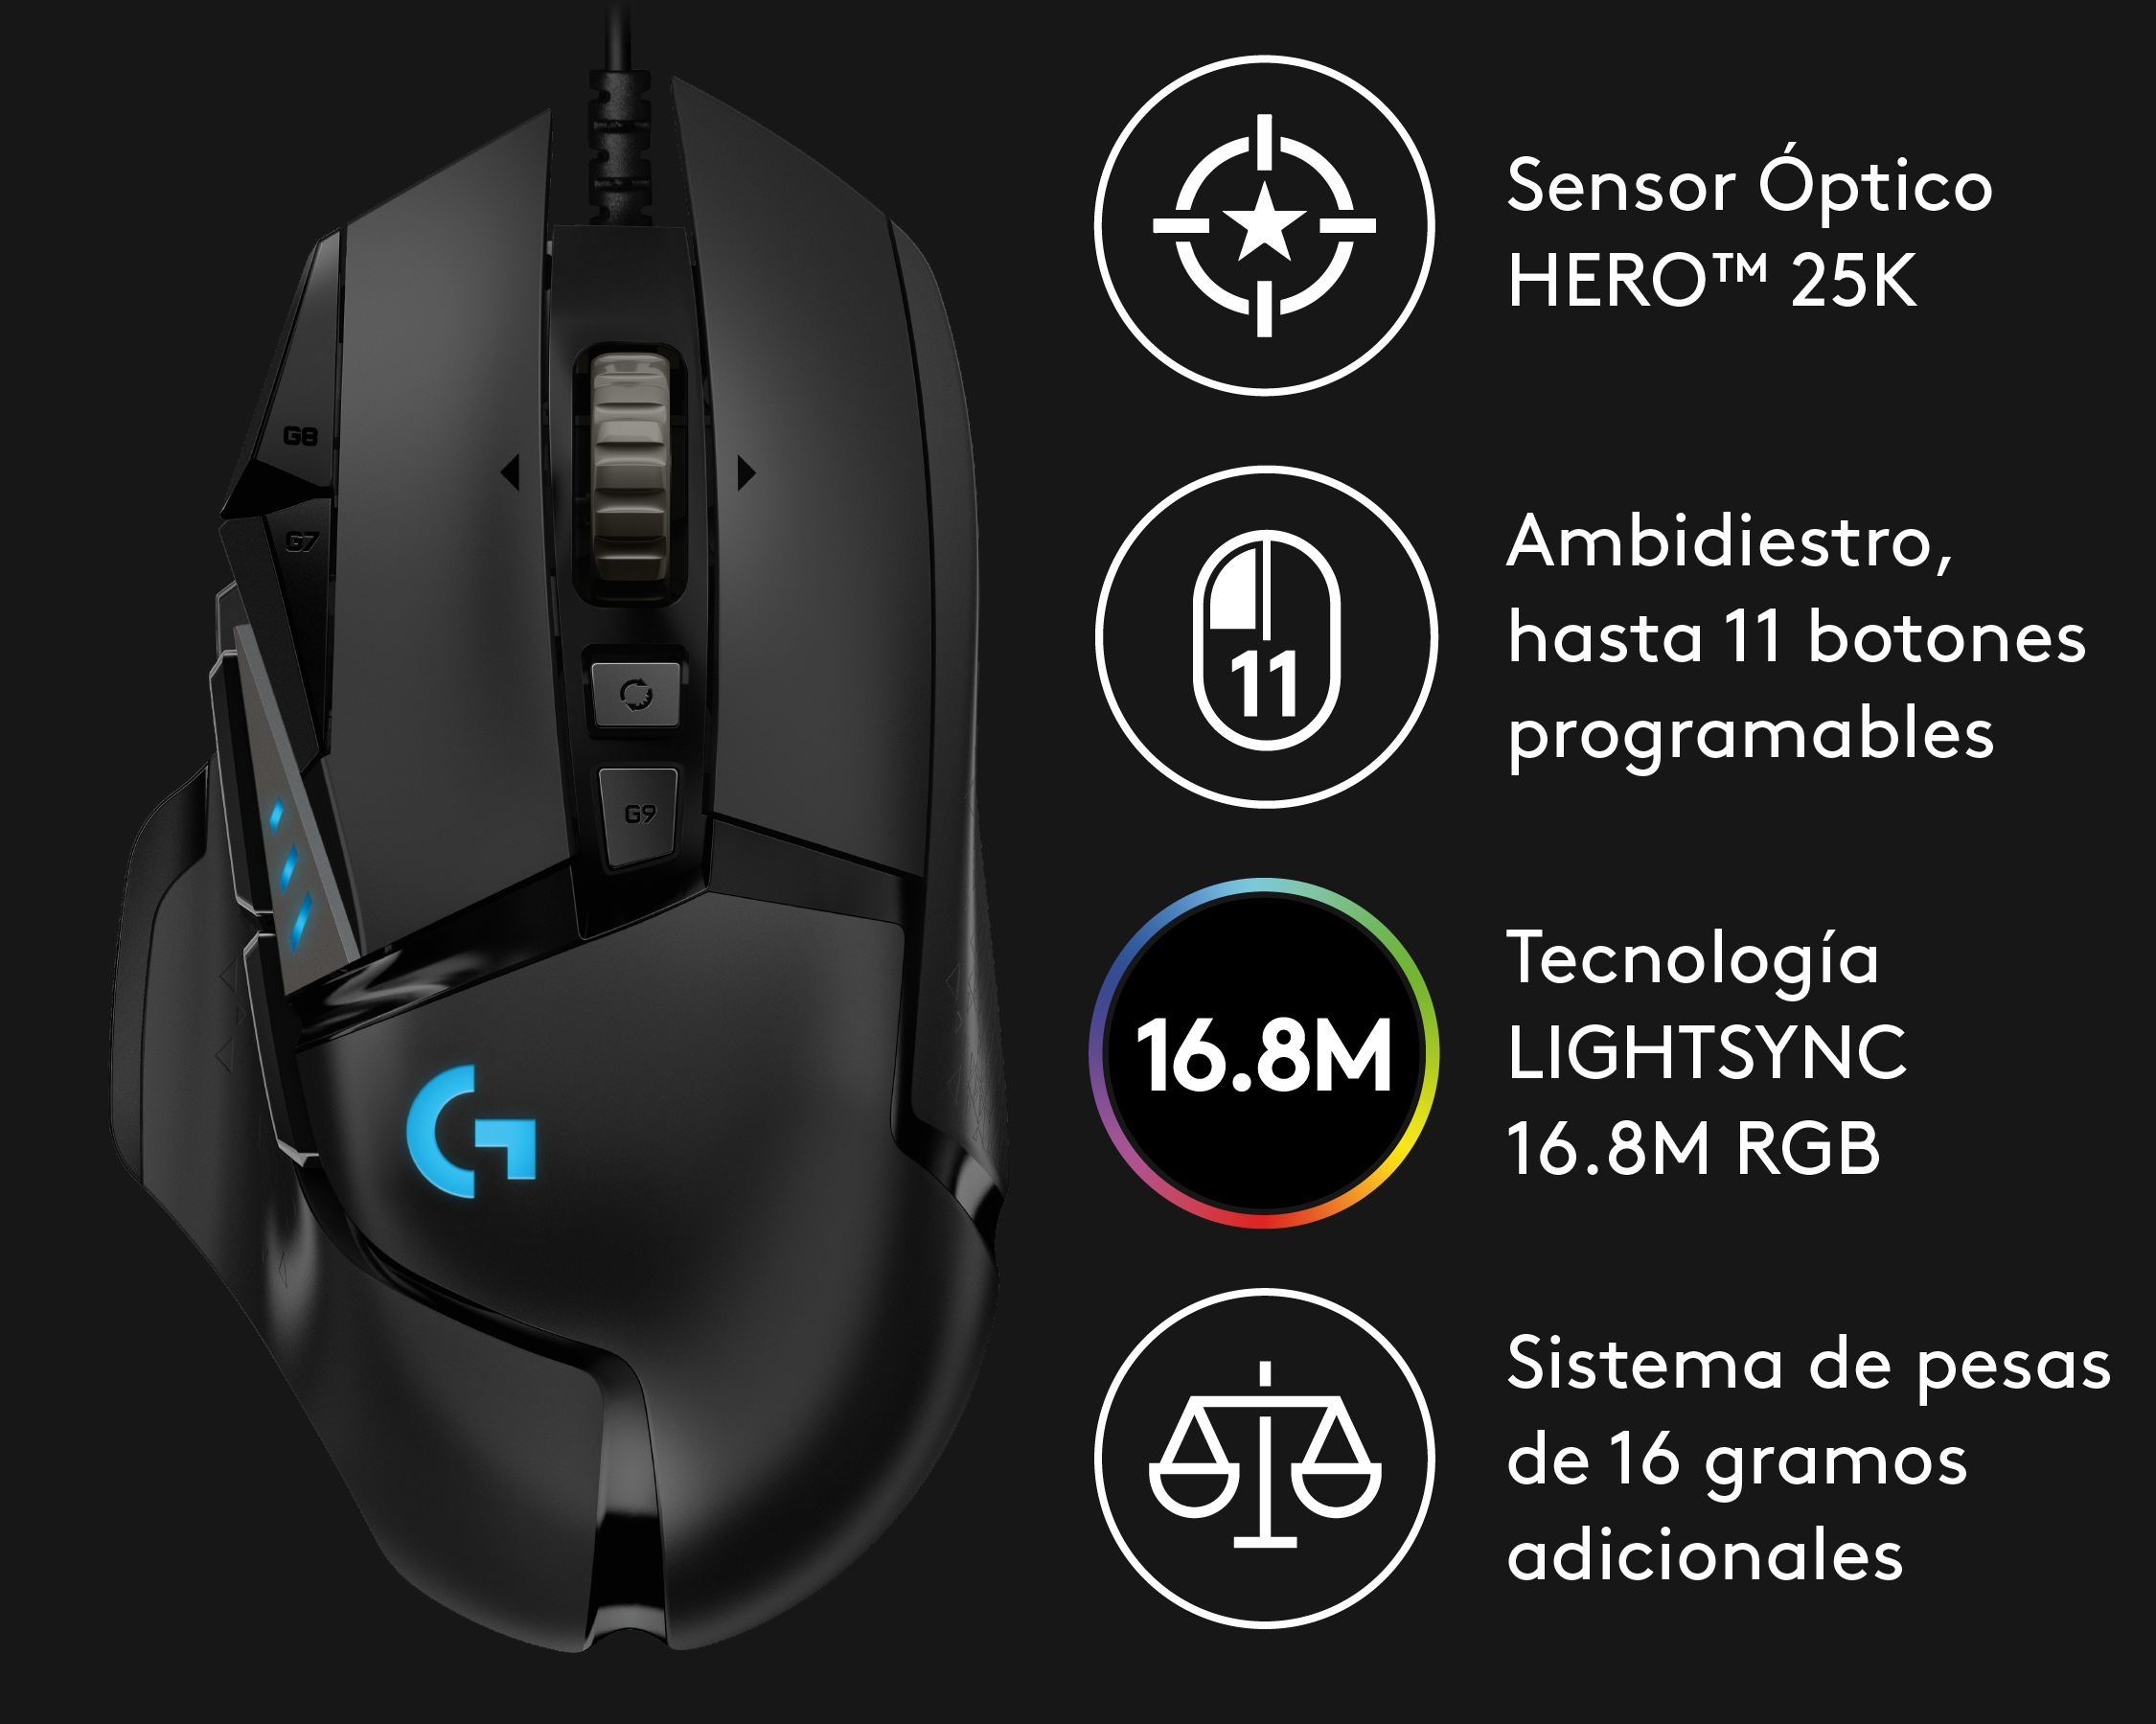 Sensor Óptico
HERO™ 25K
G8
G7
Ambidiestro,
hasta 11 botones
programables
11
G9
Tecnología
LIGHTSYNC
16.8M RGB
16.8M
G
Sistema de pesas
de 16 gramos
adicionales